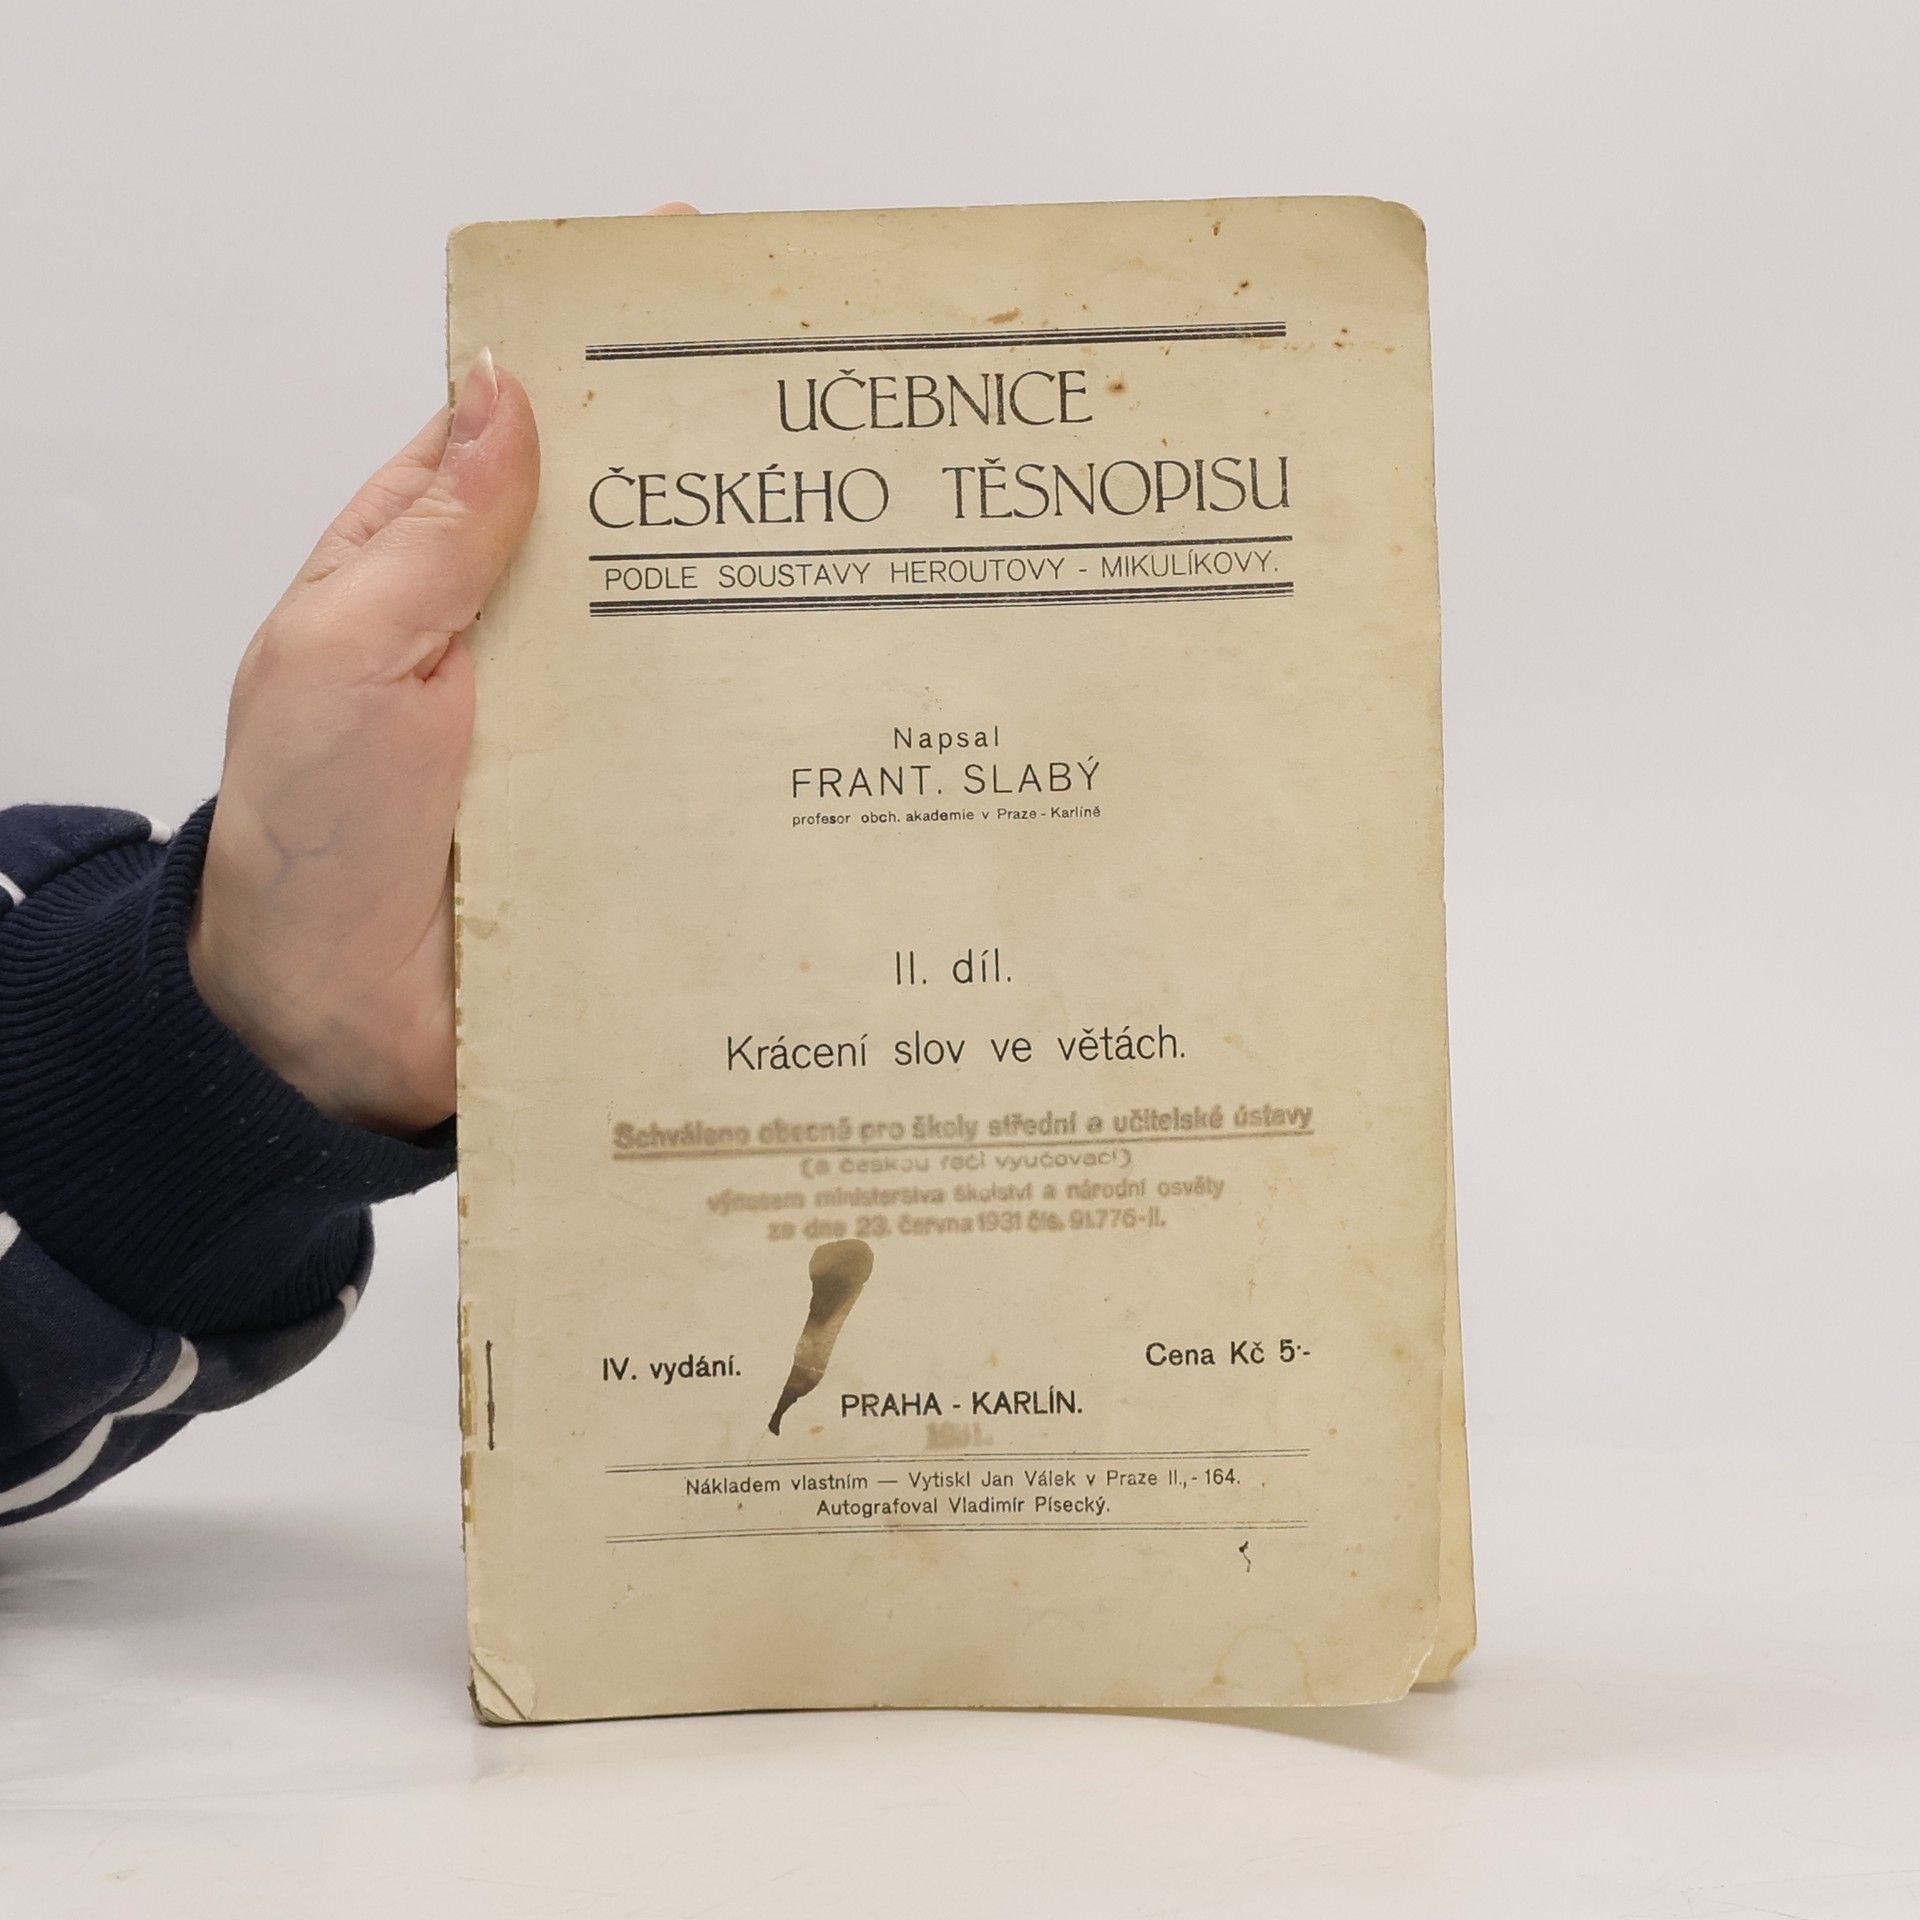 UČEBNICE
ČESKÉHO TĚSNOPISU
PODLE SOUSTAVY HEROUTOVY - MIKULÍKOVY.
Napsal
FRANT. SLABÝ
profesor obch. akademie v Praze - Karlíně
II. díl.
Krácení slov ve větách.
Schváleno obecně pro školy střední a učitelské ústavy
(s českou řečí vyučovací)
výnosem ministerstva školství a národní osvěty
ze dne 23. června 1931 čís. 91.776-II.
IV. vydání.
Cena Kč 5·-
PRAHA - KARLÍN.
Nákladem vlastním — Vytiskl Jan Válek v Praze II., - 164.
Autografoval Vladimír Písecký.